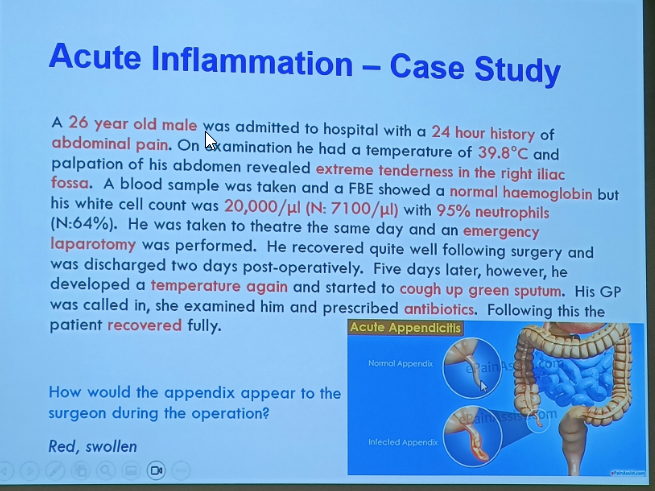 Acute Inflammation – Case Study
A 26 year old male was admitted to hospital with a 24 hour history of
abdominal pain. On examination he had a temperature of 39.8°C and
palpation of his abdomen revealed extreme tenderness in the right iliac
fossa. A blood sample was taken and a FBE showed a normal haemoglobin but
his white cell count was 20,000/µl (N: 7100/µl) with 95% neutrophils
(N:64%). He was taken to theatre the same day and an emergency
laparotomy was performed. He recovered quite well following surgery and
was discharged two days post-operatively. Five days later, however, he
developed a temperature again and started to cough up green sputum. His GP
was called in, she examined him and prescribed antibiotics. Following this the
patient recovered fully.
Acute Appendicitis
Normal Appendix
Infected Appendix
How would the appendix appear to the
surgeon during the operation?
Red, swollen